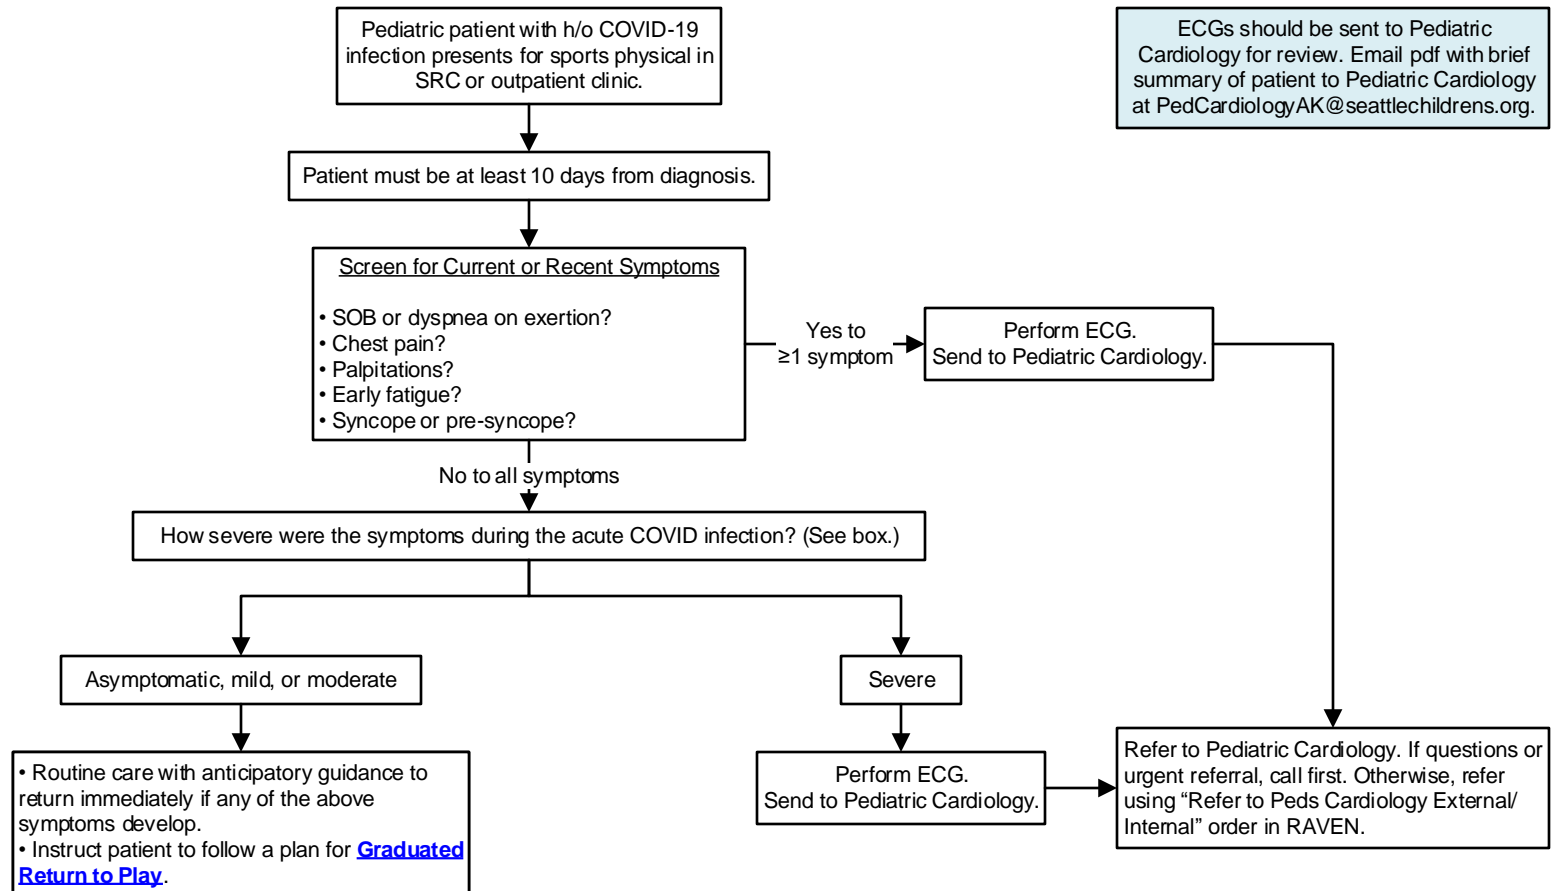 Pediatric patient with h/o COVID-19
infection presents for sports physical in
SRC or outpatient clinic.
ECGs should be sent to Pediatric
Cardiology for review. Email pdf with brief
summary of patient to Pediatric Cardiology
at PedCardiologyAK@seattlechildrens.org.
Patient must be at least 10 days from diagnosis.
Screen for Current or Recent Symptoms
• SOB or dyspnea on exertion?
• Chest pain?
• Palpitations?
• Early fatigue?
• Syncope or pre-syncope?
Yes to
≥1 symptom
Perform ECG.
Send to Pediatric Cardiology.
No to all symptoms
How severe were the symptoms during the acute COVID infection? (See box.)
Asymptomatic, mild, or moderate
Severe
• Routine care with anticipatory guidance to
return immediately if any of the above
symptoms develop.
• Instruct patient to follow a plan for Graduated
Return to Play.
Perform ECG.
Send to Pediatric Cardiology.
Refer to Pediatric Cardiology. If questions or
urgent referral, call first. Otherwise, refer
using “Refer to Peds Cardiology External/
Internal” order in RAVEN.